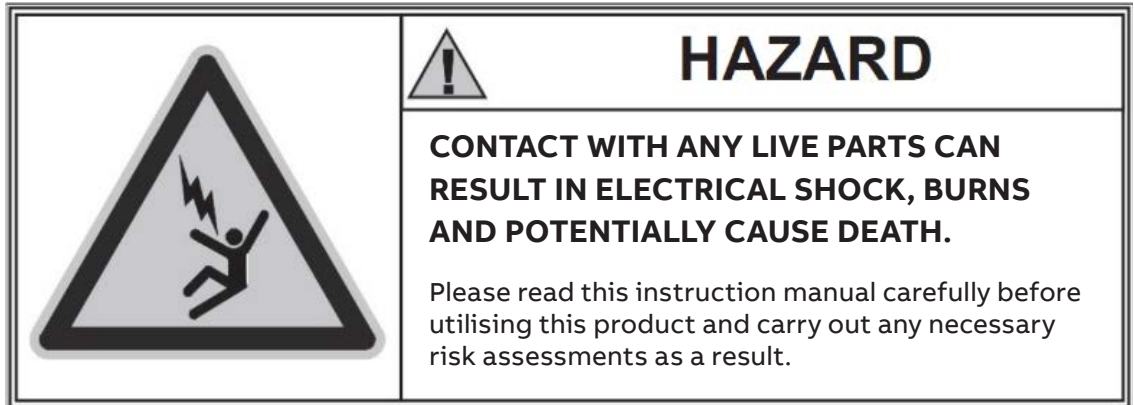 HAZARD
CONTACT WITH ANY LIVE PARTS CAN
RESULT IN ELECTRICAL SHOCK, BURNS
AND POTENTIALLY CAUSE DEATH.
Please read this instruction manual carefully before
utilising this product and carry out any necessary
risk assessments as a result.